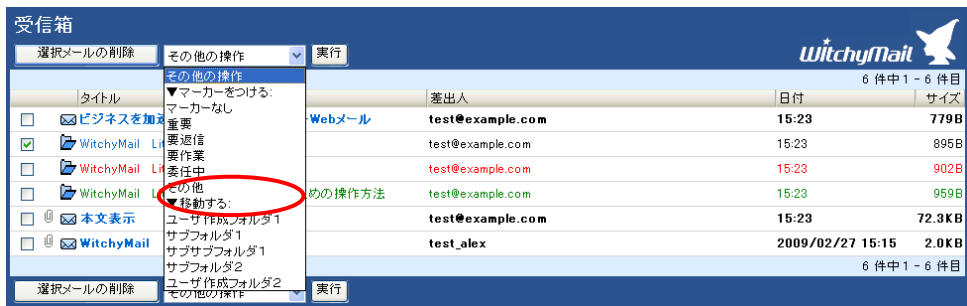 受信箱
選択メールの削除 その他の操作 実行
WitchyMail
6 件中 1 - 6 件目
タイトル 差出人 日付 サイズ
その他の操作
▼マーカーをつける:
マーカーなし
重要
要返信
要作業
委任中
その他
▼移動する:
ユーザ作成フォルダ1
サブフォルダ1
サブサブフォルダ1
サブフォルダ2
ユーザ作成フォルダ2
ビジネスを加 Webメール test@example.com 15:23 779B
WitchyMail Li test@example.com 15:23 895B
WitchyMail Li test@example.com 15:23 902B
WitchyMail L めの操作方法 test@example.com 15:23 959B
本文表示 test@example.com 15:23 72.3KB
WitchyMail test_alex 2009/02/27 15:15 2.0KB
6 件中 1 - 6 件目
選択メールの削除 その他の操作 実行